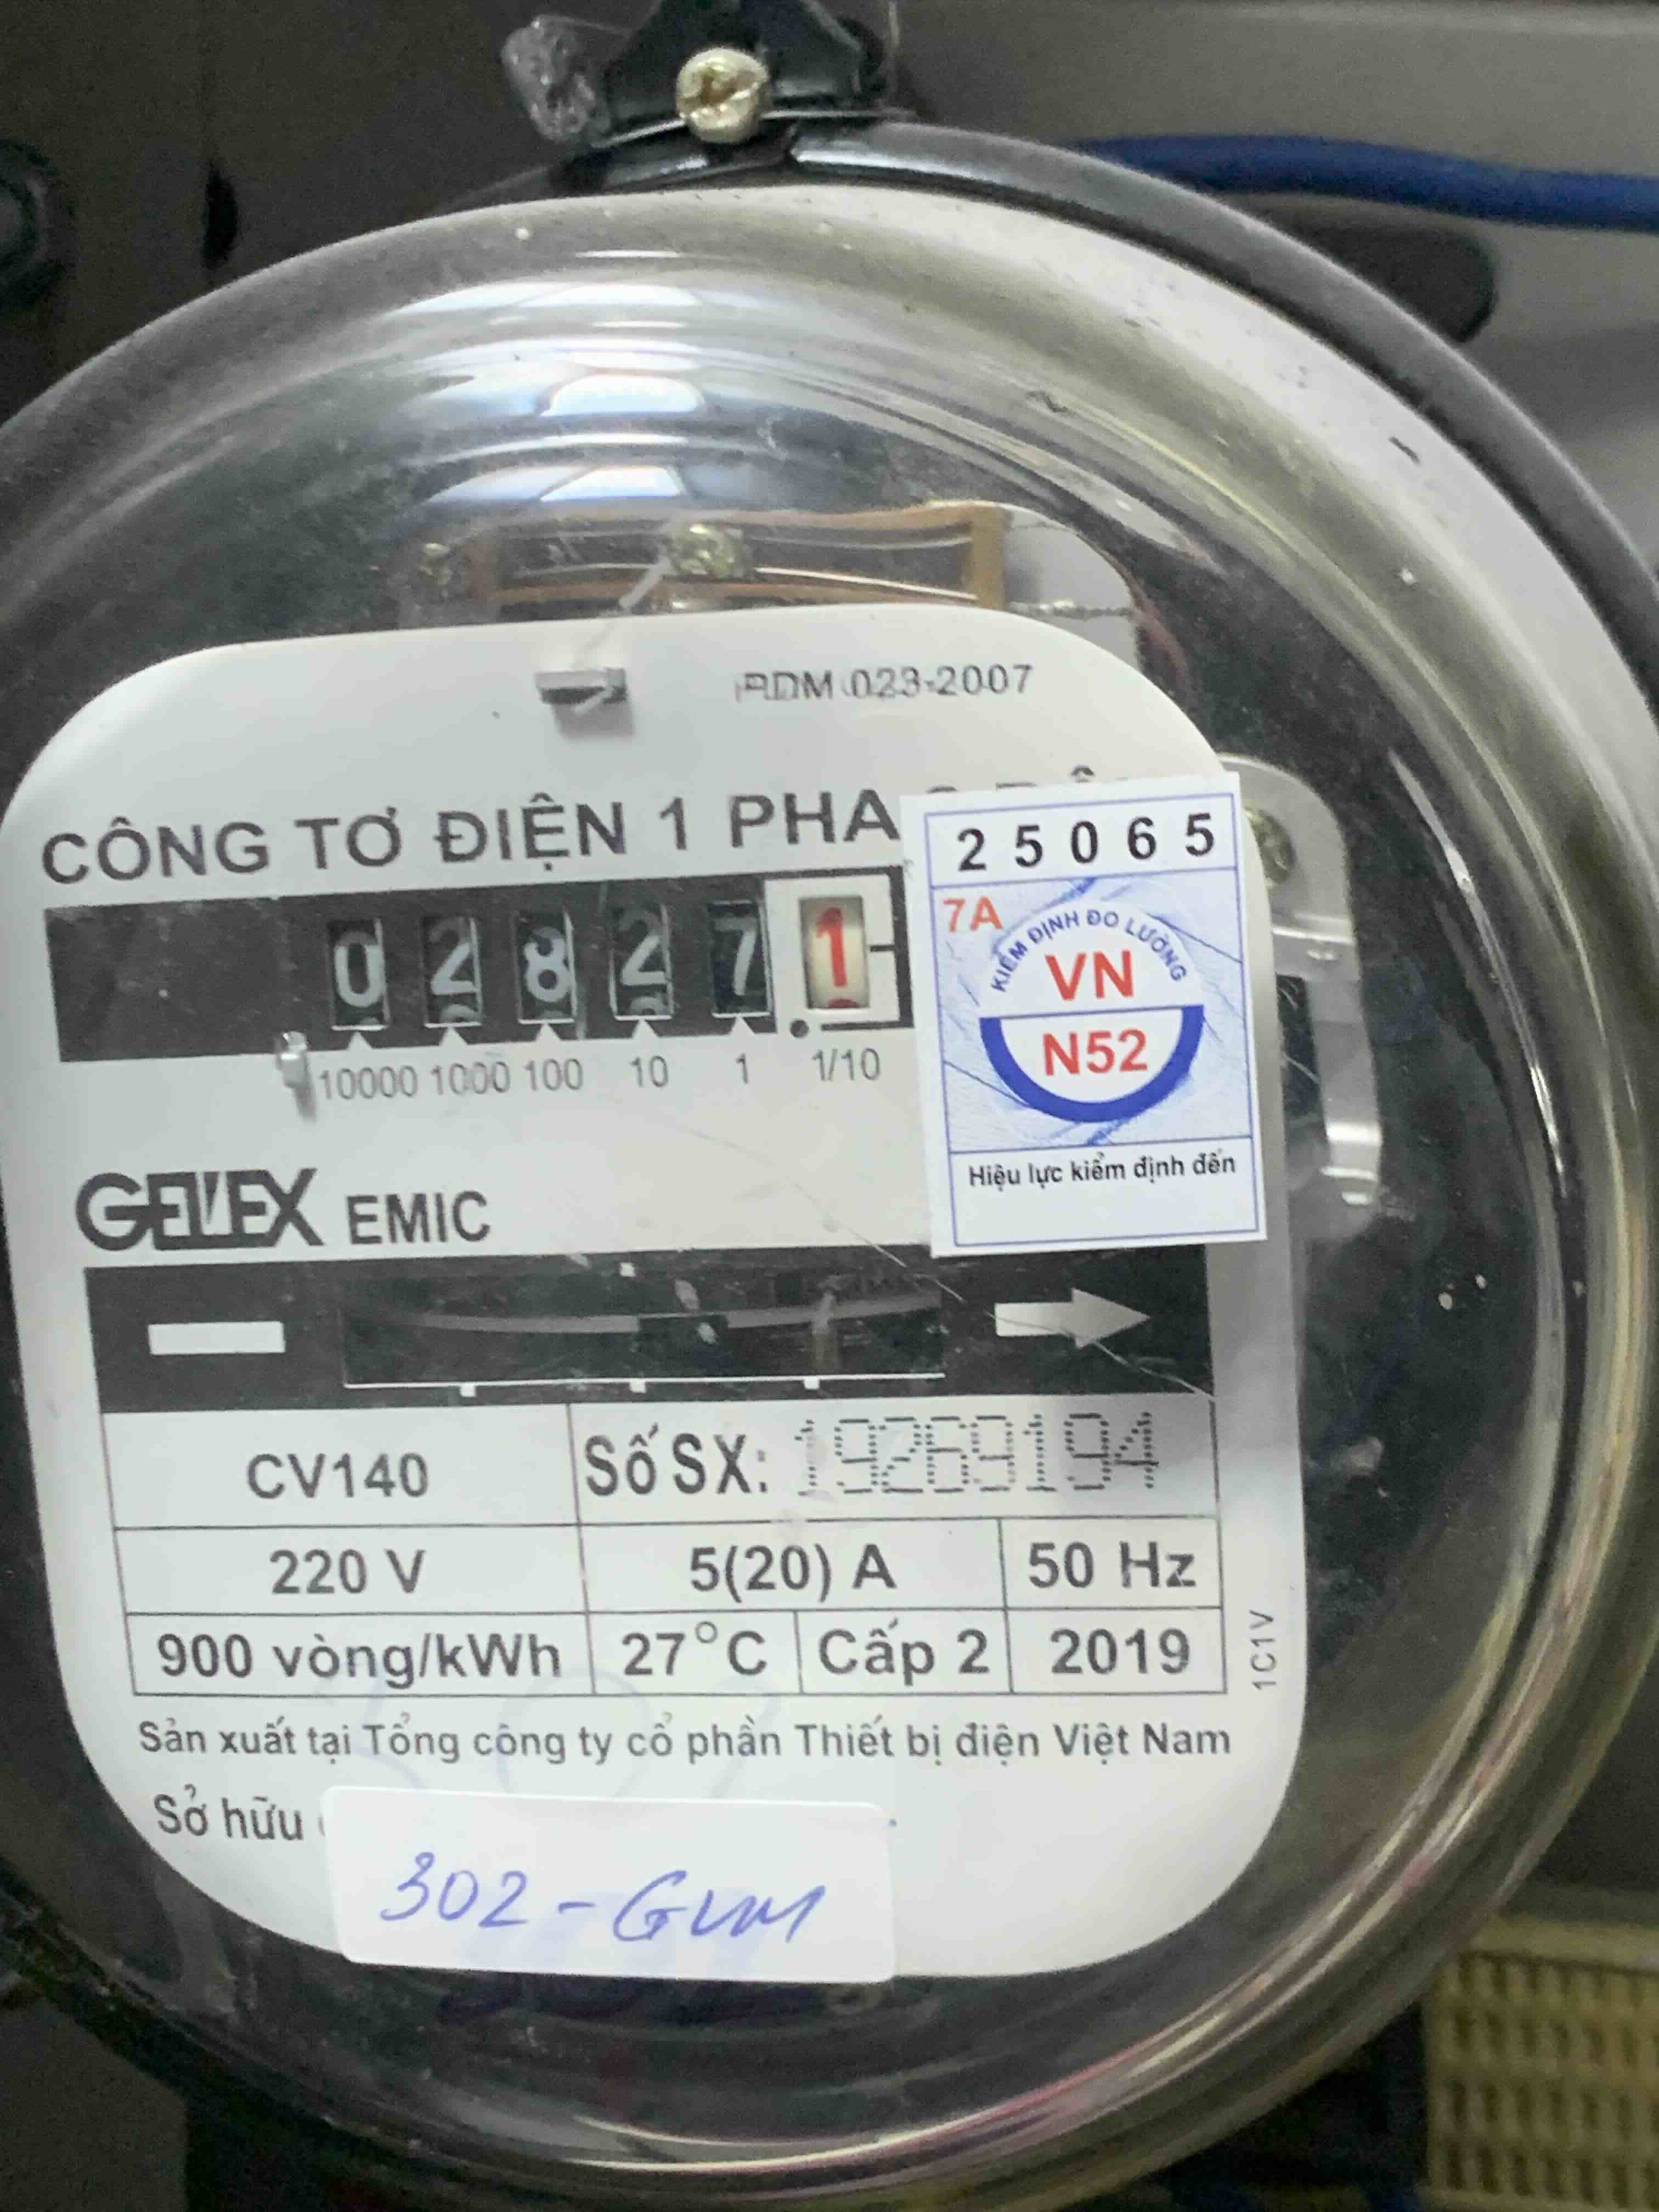 PDM 023-2007
CÔNG TƠ ĐIỆN 1 PHA
25065
7A
KIỂM ĐỊNH ĐO LƯỜNG
VN
N52
Hiệu lực kiểm định đến
0 2 8 2 7 . 1
10000 1000 100 10 1 1/10
GELEX EMIC
CV140 Số SX: 19269194
220 V 5(20) A 50 Hz
900 vòng/kWh 27°C Cấp 2 2019
1C1V
Sản xuất tại Tổng công ty cổ phần Thiết bị điện Việt Nam
Sở hữu
302 - GVM